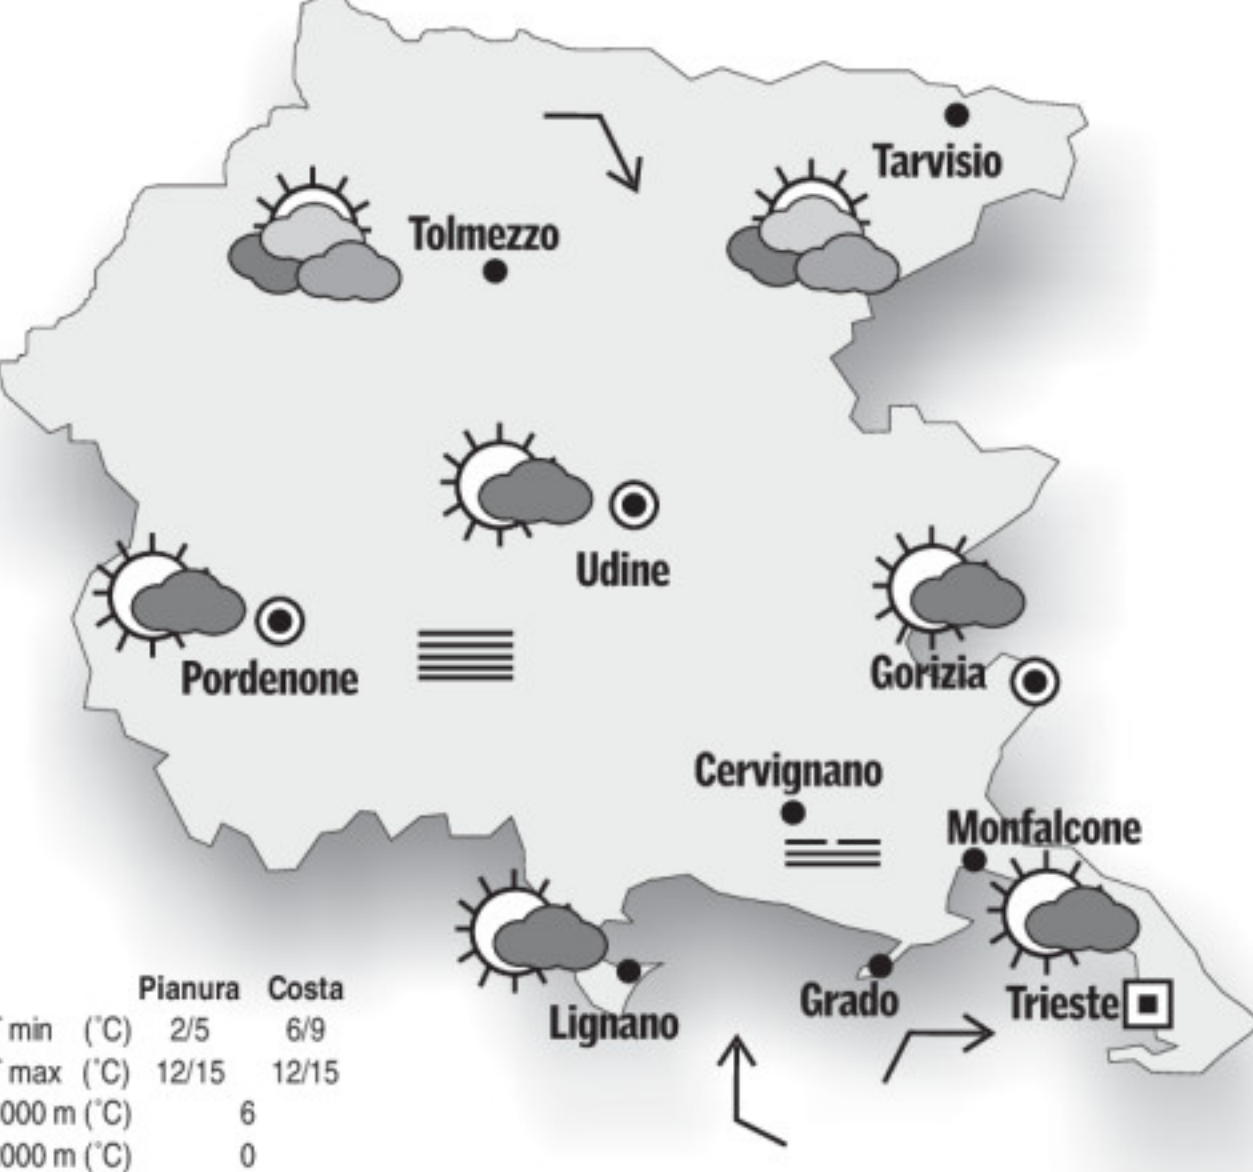 Tarvisio
Tolmezzo
Udine
Pordenone
Gorizia
Cervignano
Monfalcone
Grado
Trieste
Lignano
Pianura Costa
min (°C) 2/5 6/9
max (°C) 12/15 12/15
000 m (°C) 6
000 m (°C) 0